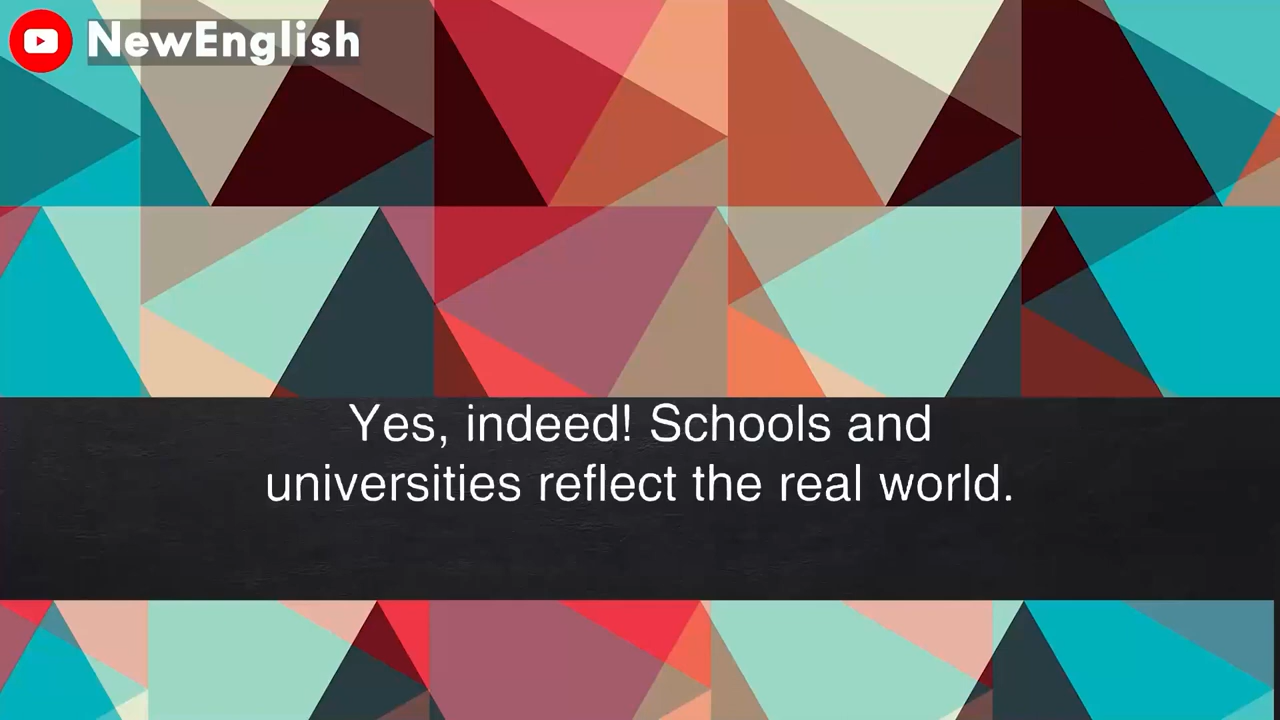 NewEnglish
Yes, indeed! Schools and
universities reflect the real world.